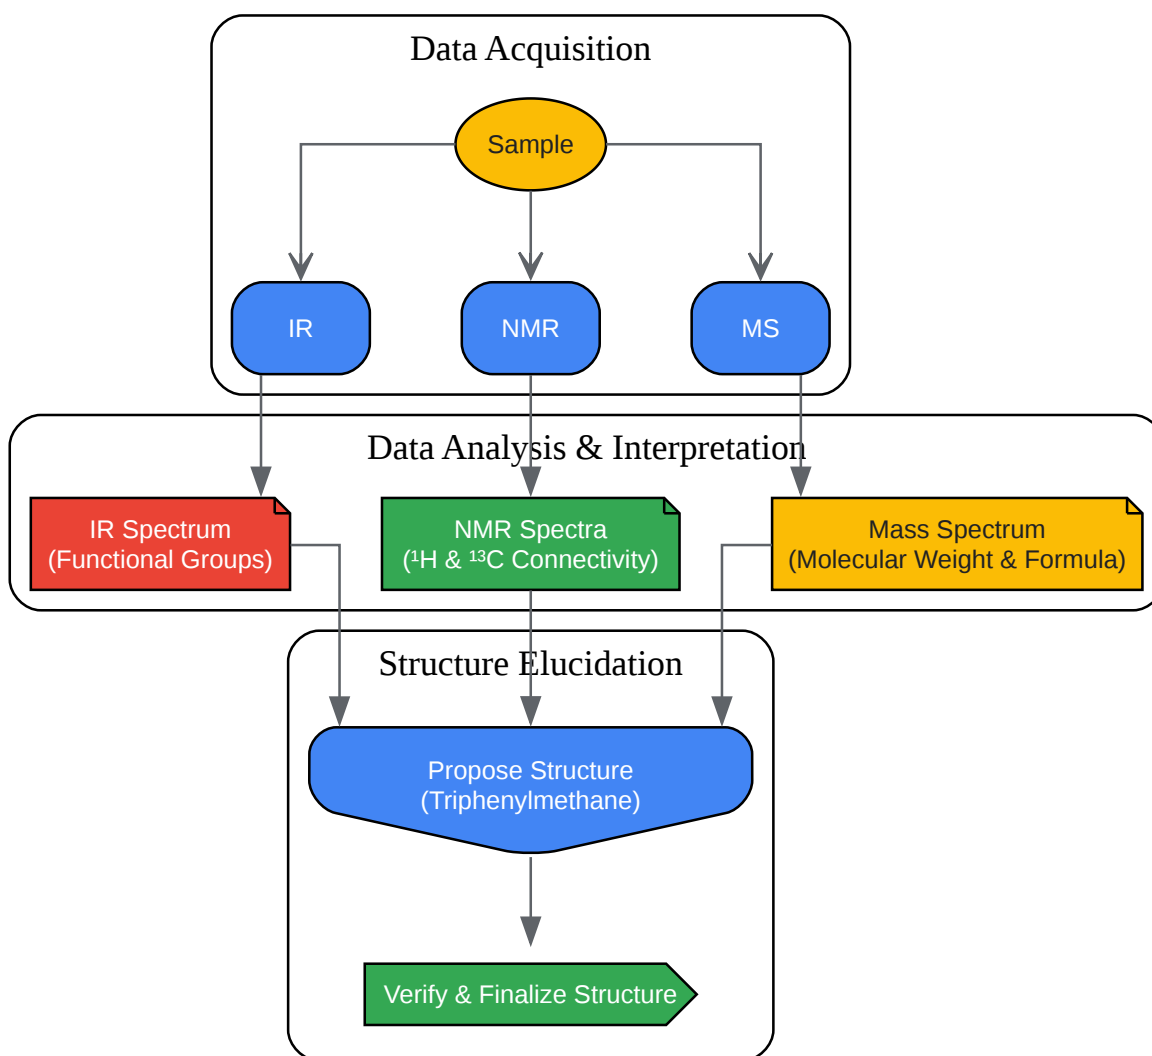 Data Acquisition
Sample
IR
NMR
MS
Data Analysis & Interpretation
IR Spectrum
(Functional Groups)
NMR Spectra
(¹H & ¹³C Connectivity)
Mass Spectrum
(Molecular Weight & Formula)
Structure Elucidation
Propose Structure
(Triphenylmethane)
Verify & Finalize Structure